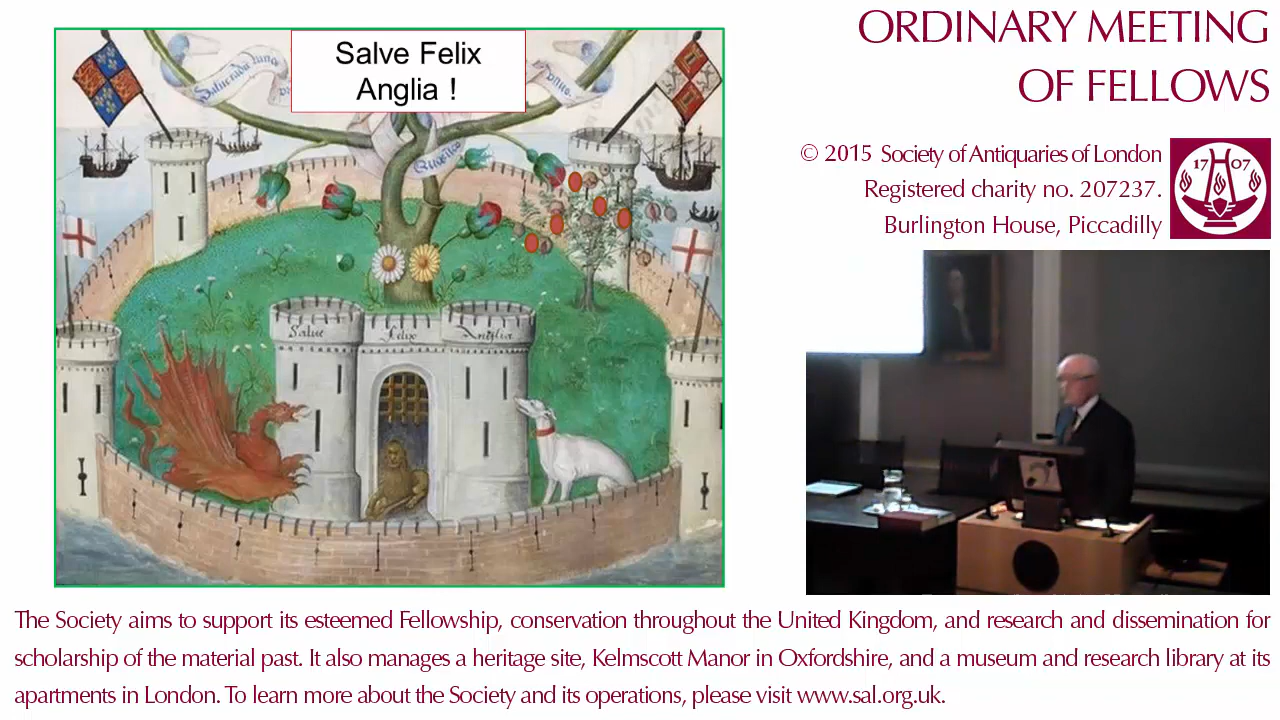 Salve Felix
Anglia !
Salve felix Anglia
ORDINARY MEETING
OF FELLOWS
© 2015 Society of Antiquaries of London
Registered charity no. 207237.
Burlington House, Piccadilly
17 07
The Society aims to support its esteemed Fellowship, conservation throughout the United Kingdom, and research and dissemination for
scholarship of the material past. It also manages a heritage site, Kelmscott Manor in Oxfordshire, and a museum and research library at its
apartments in London. To learn more about the Society and its operations, please visit www.sal.org.uk.